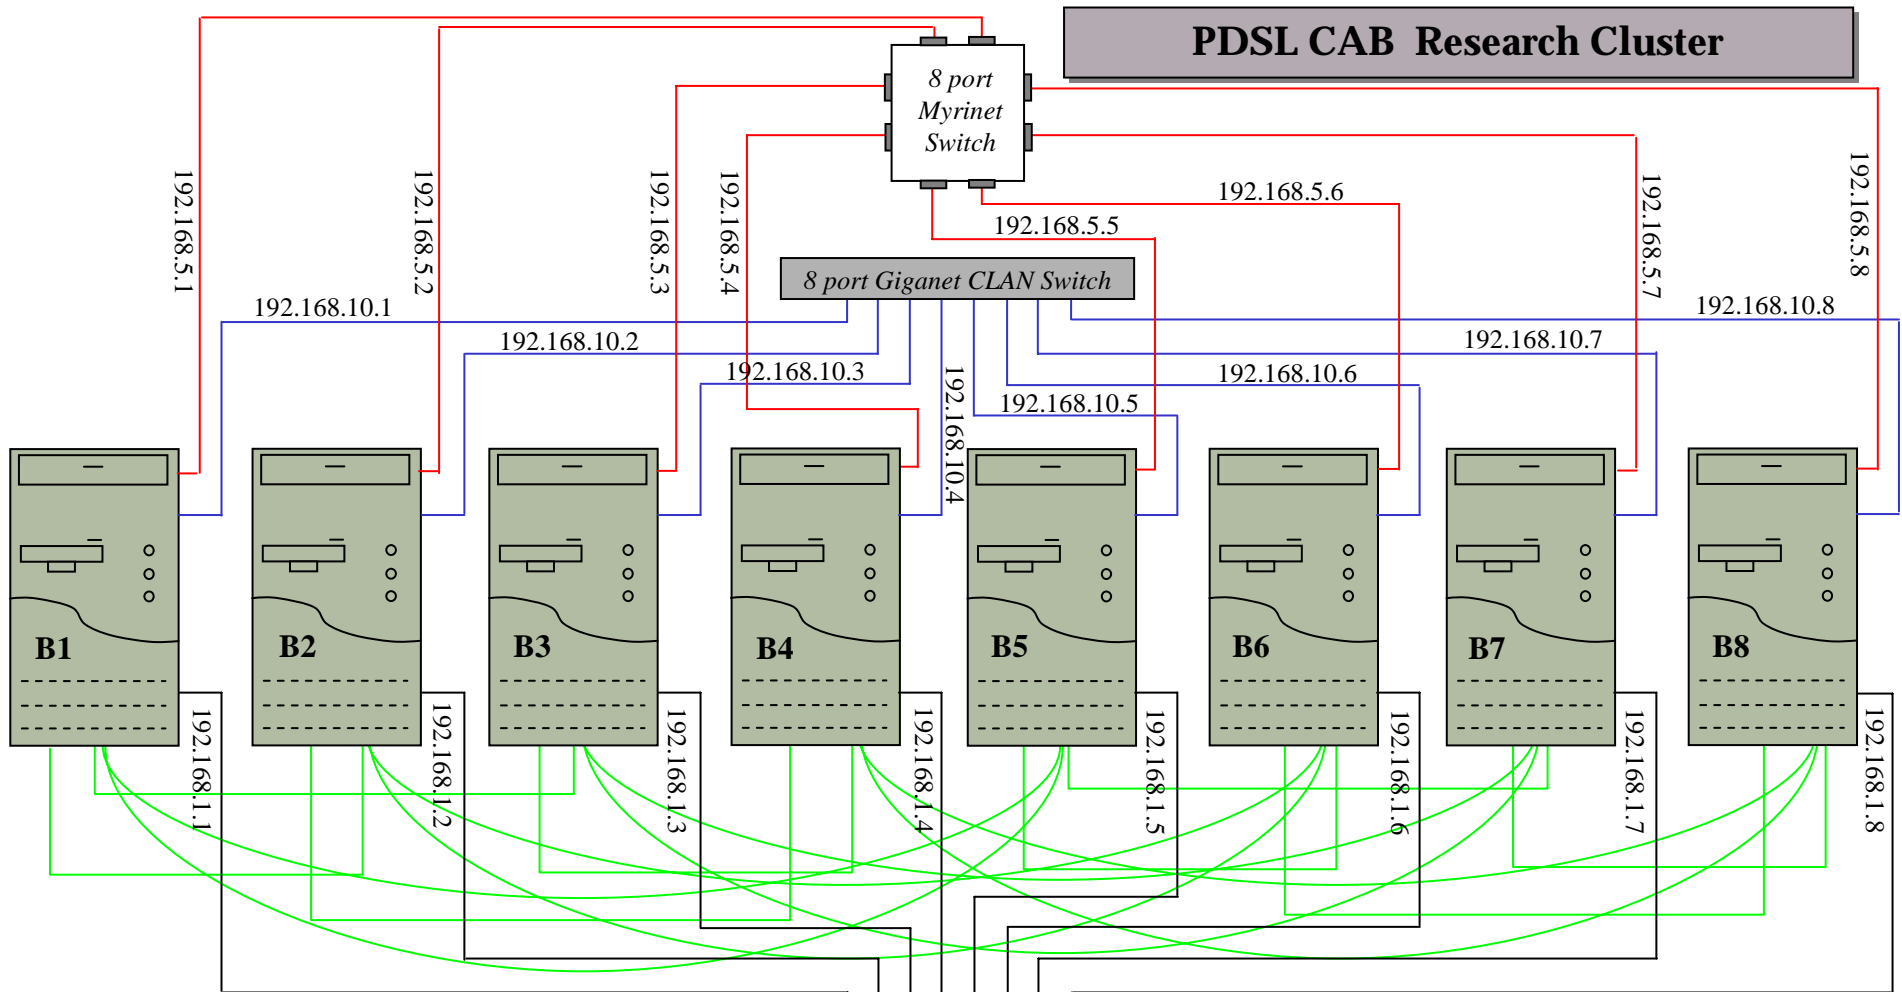 PDSL CAB Research Cluster
8 port
Myrinet
Switch
192.168.5.1
192.168.5.2
192.168.5.3
192.168.5.4
192.168.5.5
192.168.5.6
192.168.5.7
192.168.5.8
8 port Giganet CLAN Switch
192.168.10.1
192.168.10.2
192.168.10.3
192.168.10.4
192.168.10.5
192.168.10.6
192.168.10.7
192.168.10.8
B1
B2
B3
B4
B5
B6
B7
B8
192.168.1.1
192.168.1.2
192.168.1.3
192.168.1.4
192.168.1.5
192.168.1.6
192.168.1.7
192.168.1.8